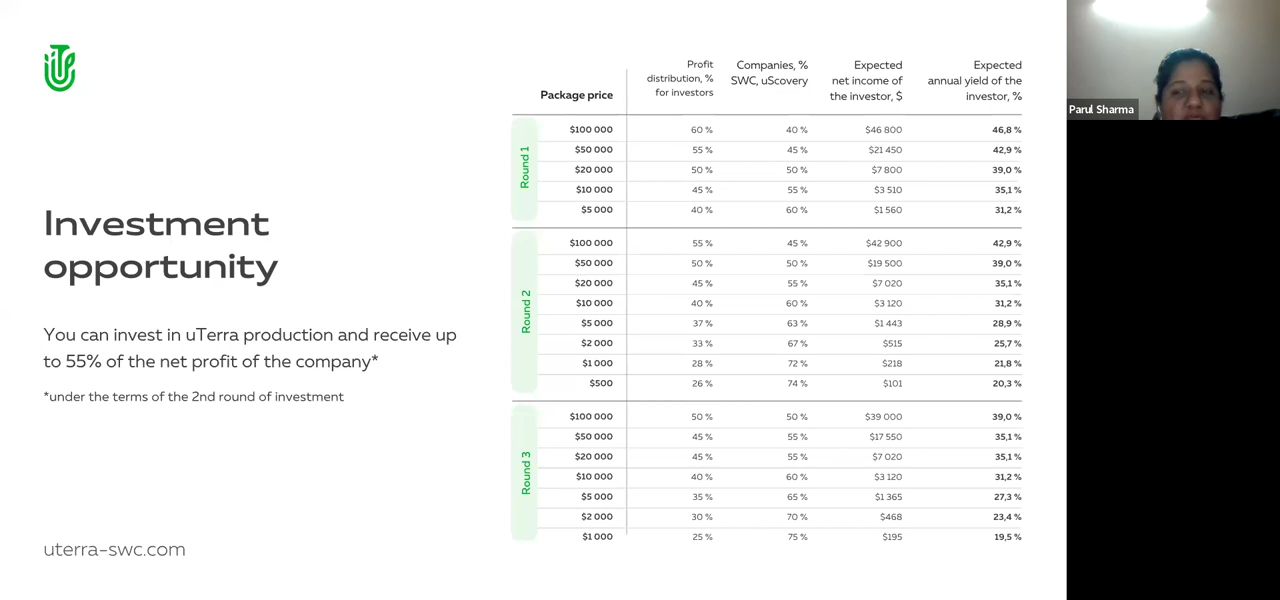 Investment
opportunity
You can invest in uTerra production and receive up
to 55% of the net profit of the company*
*under the terms of the 2nd round of investment
uterra-swc.com
Package price
Profit
distribution, %
for investors
Companies, %
SWC, uScovery
Expected
net income of
the investor, $
Expected
annual yield of the
investor, %
Round 1
$100 000 60 % 40 % $46 800 46,8 %
$50 000 55 % 45 % $21 450 42,9 %
$20 000 50 % 50 % $7 800 39,0 %
$10 000 45 % 55 % $3 510 35,1 %
$5 000 40 % 60 % $1 560 31,2 %
Round 2
$100 000 55 % 45 % $42 900 42,9 %
$50 000 50 % 50 % $19 500 39,0 %
$20 000 45 % 55 % $7 020 35,1 %
$10 000 40 % 60 % $3 120 31,2 %
$5 000 37 % 63 % $1 443 28,9 %
$2 000 33 % 67 % $515 25,7 %
$1 000 28 % 72 % $218 21,8 %
$500 26 % 74 % $101 20,3 %
Round 3
$100 000 50 % 50 % $39 000 39,0 %
$50 000 45 % 55 % $17 550 35,1 %
$20 000 45 % 55 % $7 020 35,1 %
$10 000 40 % 60 % $3 120 31,2 %
$5 000 35 % 65 % $1 365 27,3 %
$2 000 30 % 70 % $468 23,4 %
$1 000 25 % 75 % $195 19,5 %
Parul Sharma